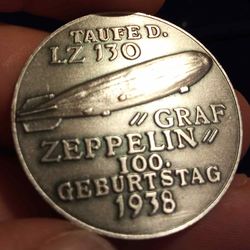 TAUFE D.
LZ 130
„GRAF
ZEPPELIN"
100.
GEBURTSTAG
1938